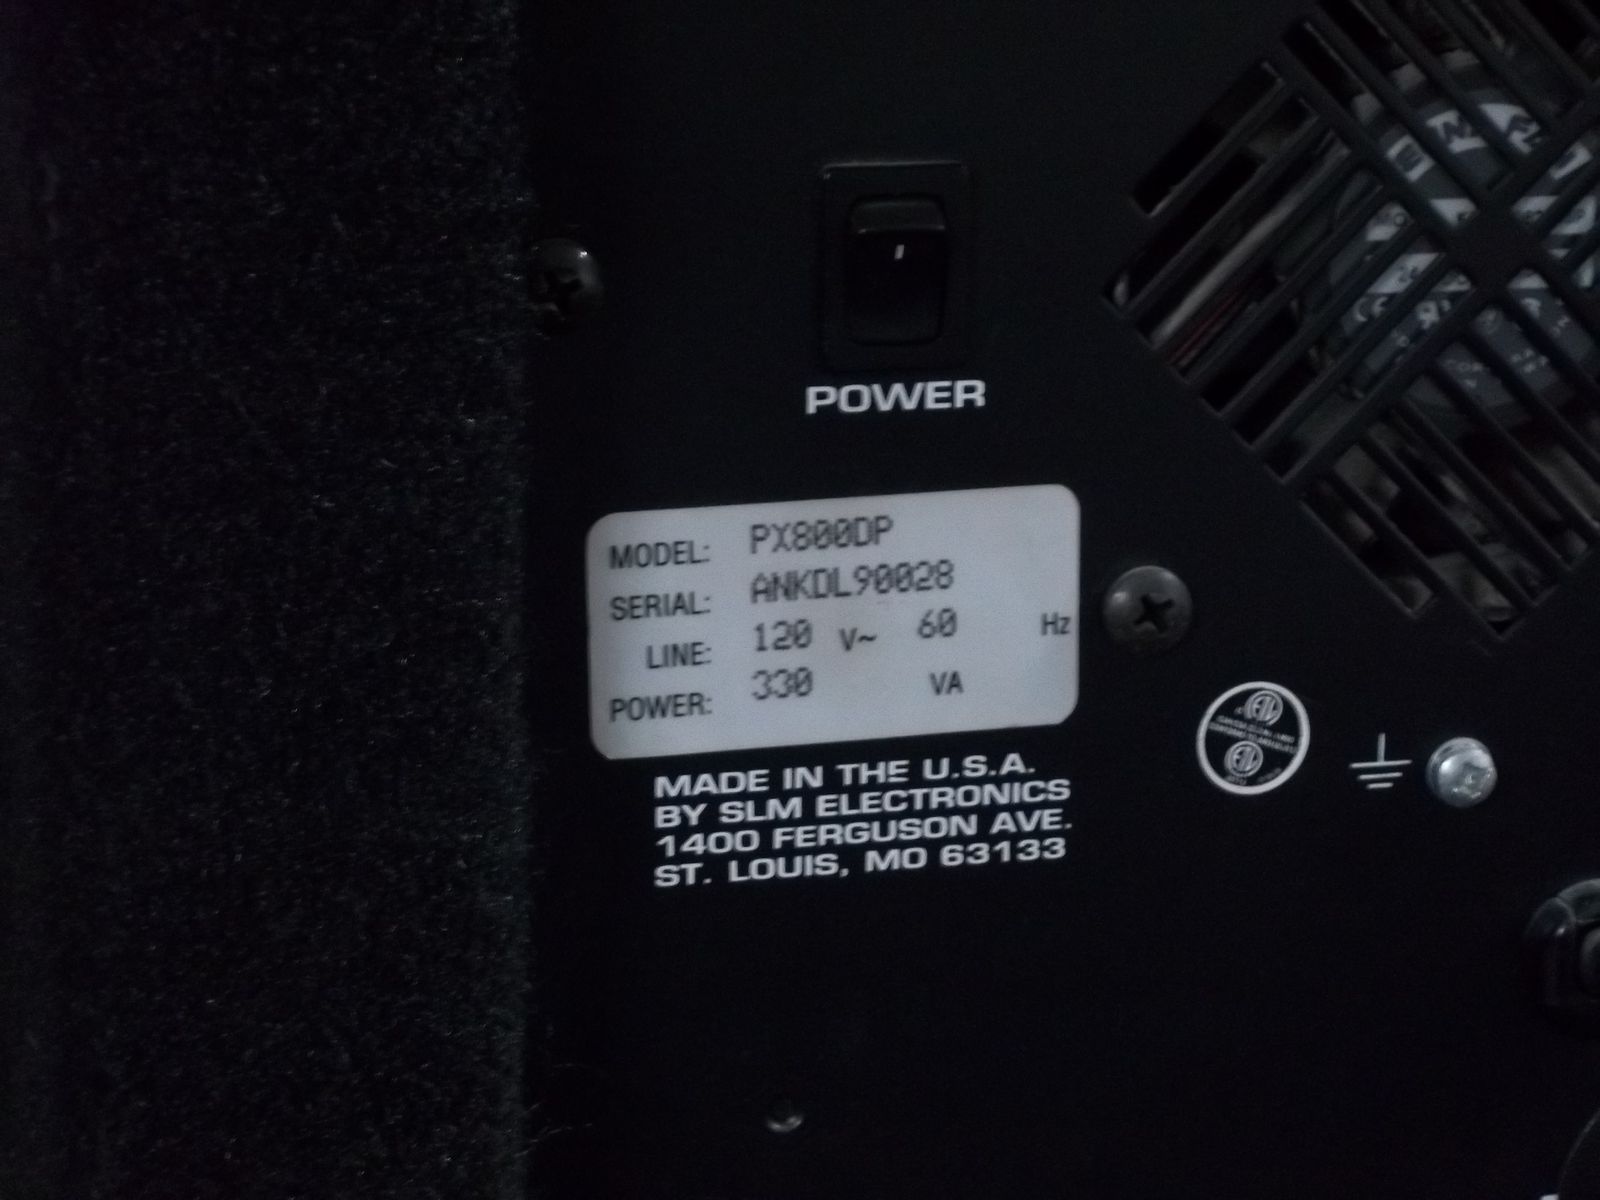 POWER
MODEL: PX800DP
SERIAL: ANKDL90028
LINE: 120 V~ 60 Hz
POWER: 330 VA
MADE IN THE U.S.A.
BY SLM ELECTRONICS
1400 FERGUSON AVE.
ST. LOUIS, MO 63133